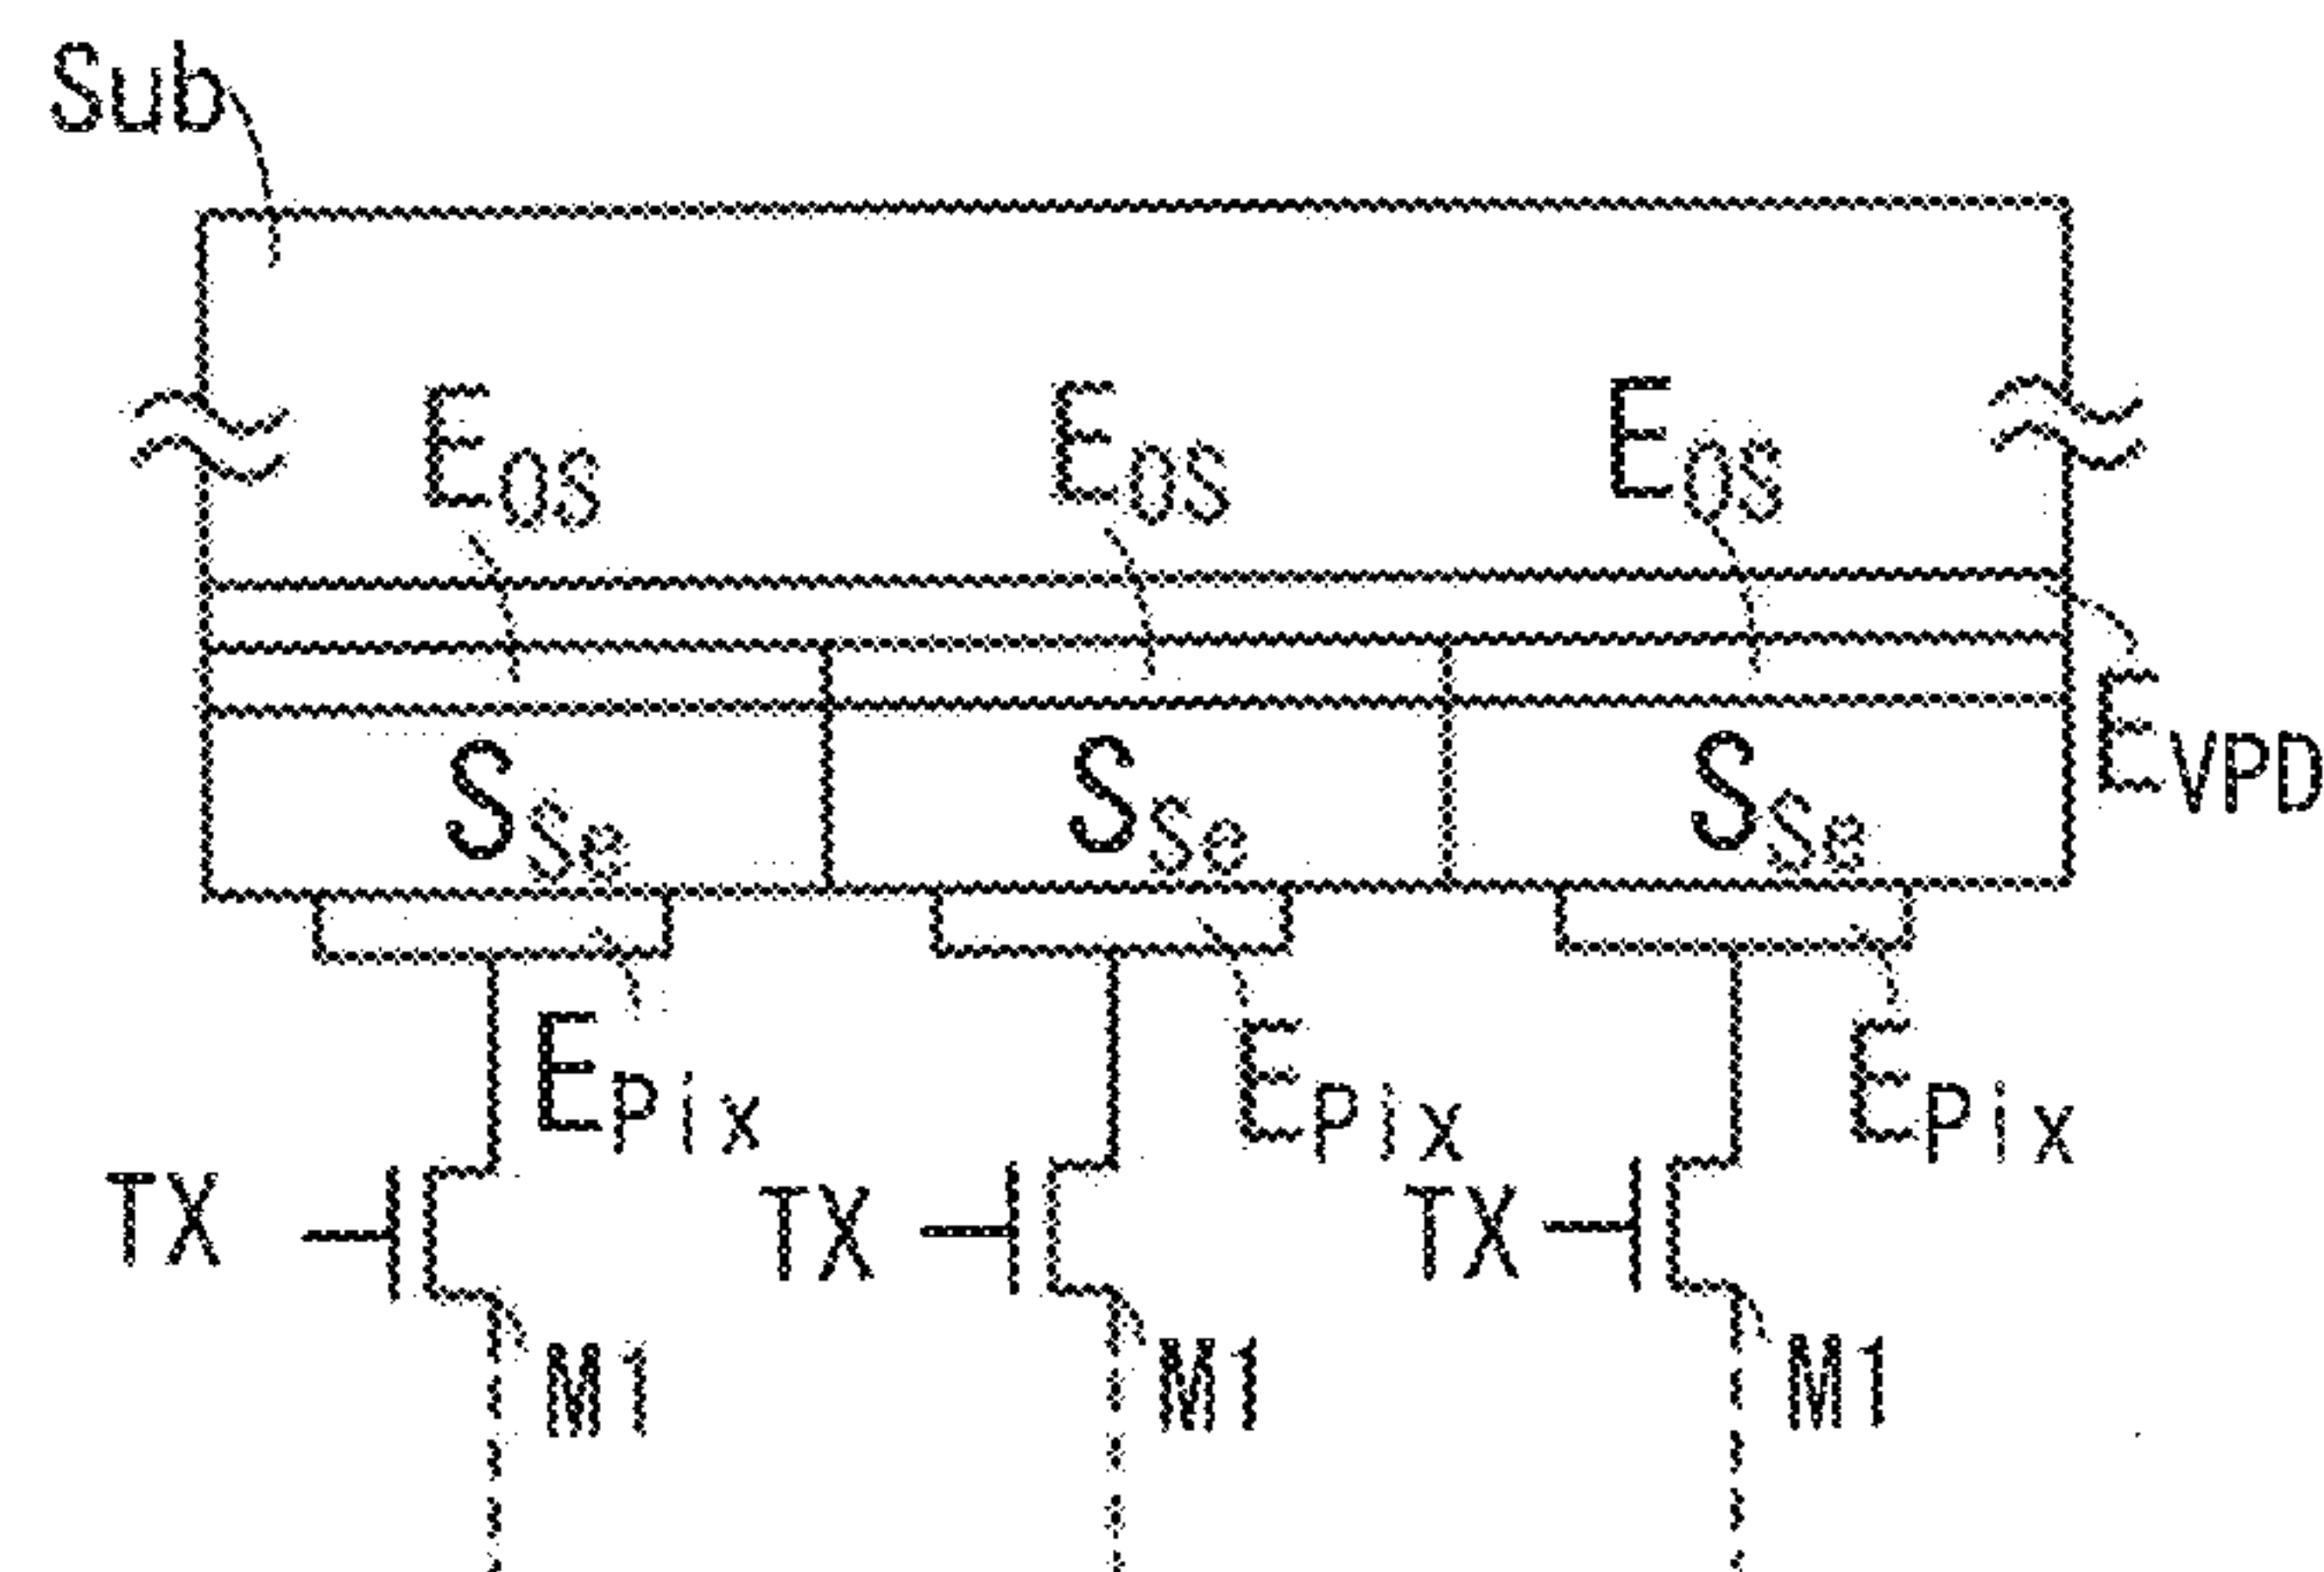 Sub
EOS EOS EOS
EVPD
SSe SSe SSe
EPix EPix EPix
TX TX TX
M1 M1 M1